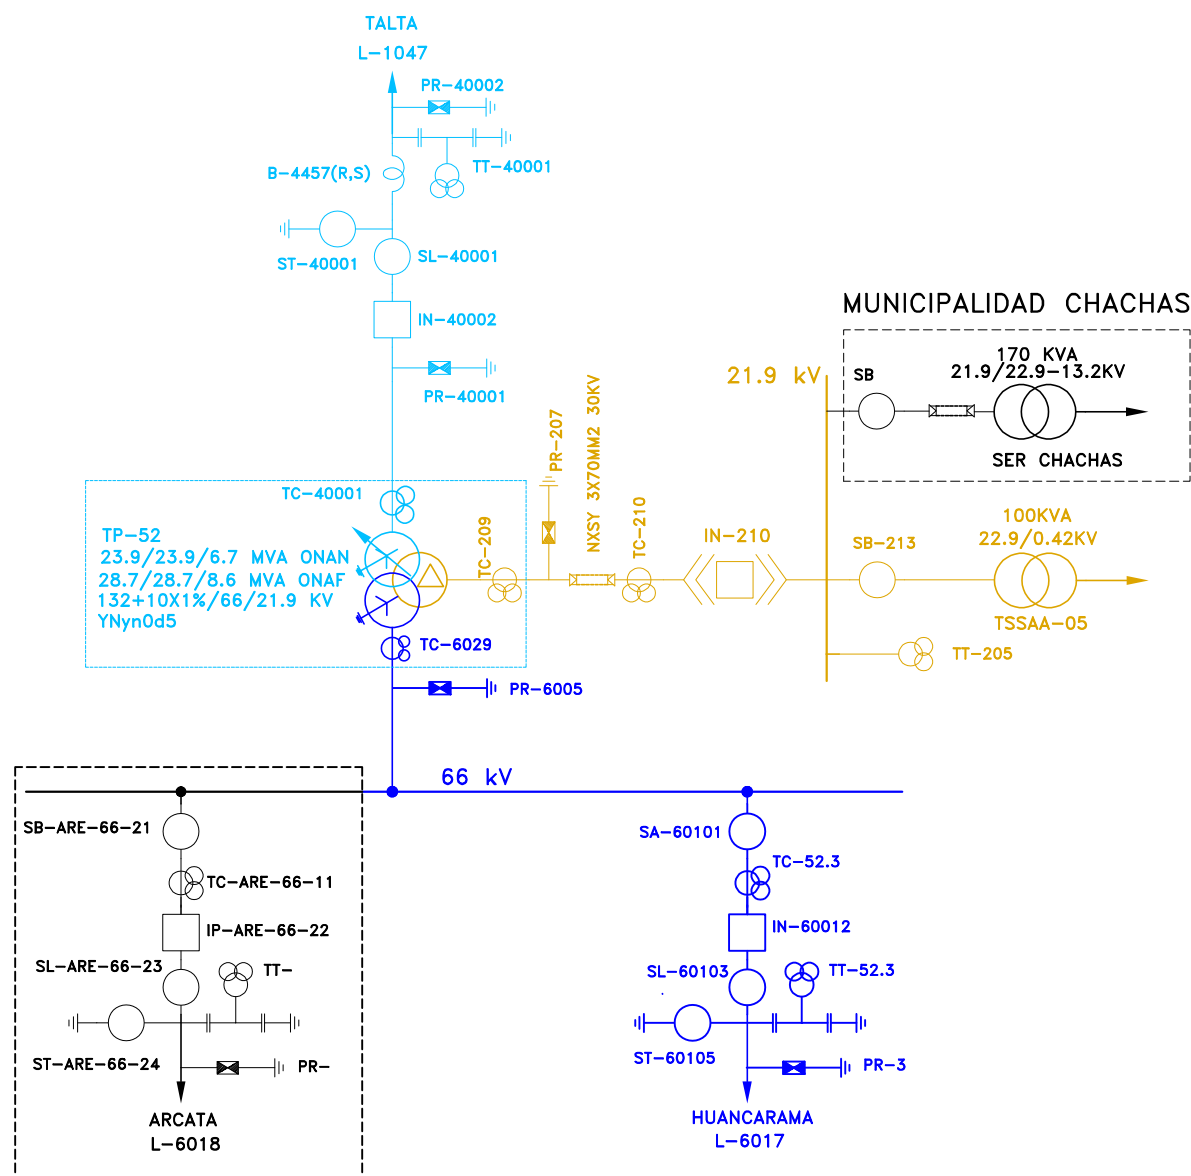 TALTA
L-1047
PR-40002
TT-40001
B-4457(R,S)
ST-40001
SL-40001
IN-40002
PR-40001
MUNICIPALIDAD CHACHAS
170 KVA
21.9/22.9-13.2KV
SB
SER CHACHAS
21.9 kV
PR-207
NXSY 3X70MM2 30KV
TC-40001
TP-52
23.9/23.9/6.7 MVA ONAN
28.7/28.7/8.6 MVA ONAF
132+10X1%/66/21.9 KV
YNyn0d5
TC-209
TC-210
IN-210
SB-213
100KVA
22.9/0.42KV
TSSAA-05
TT-205
TC-6029
PR-6005
66 kV
SB-ARE-66-21
TC-ARE-66-11
IP-ARE-66-22
SL-ARE-66-23
TT-
ST-ARE-66-24
PR-
ARCATA
L-6018
SA-60101
TC-52.3
IN-60012
SL-60103
TT-52.3
ST-60105
PR-3
HUANCARAMA
L-6017